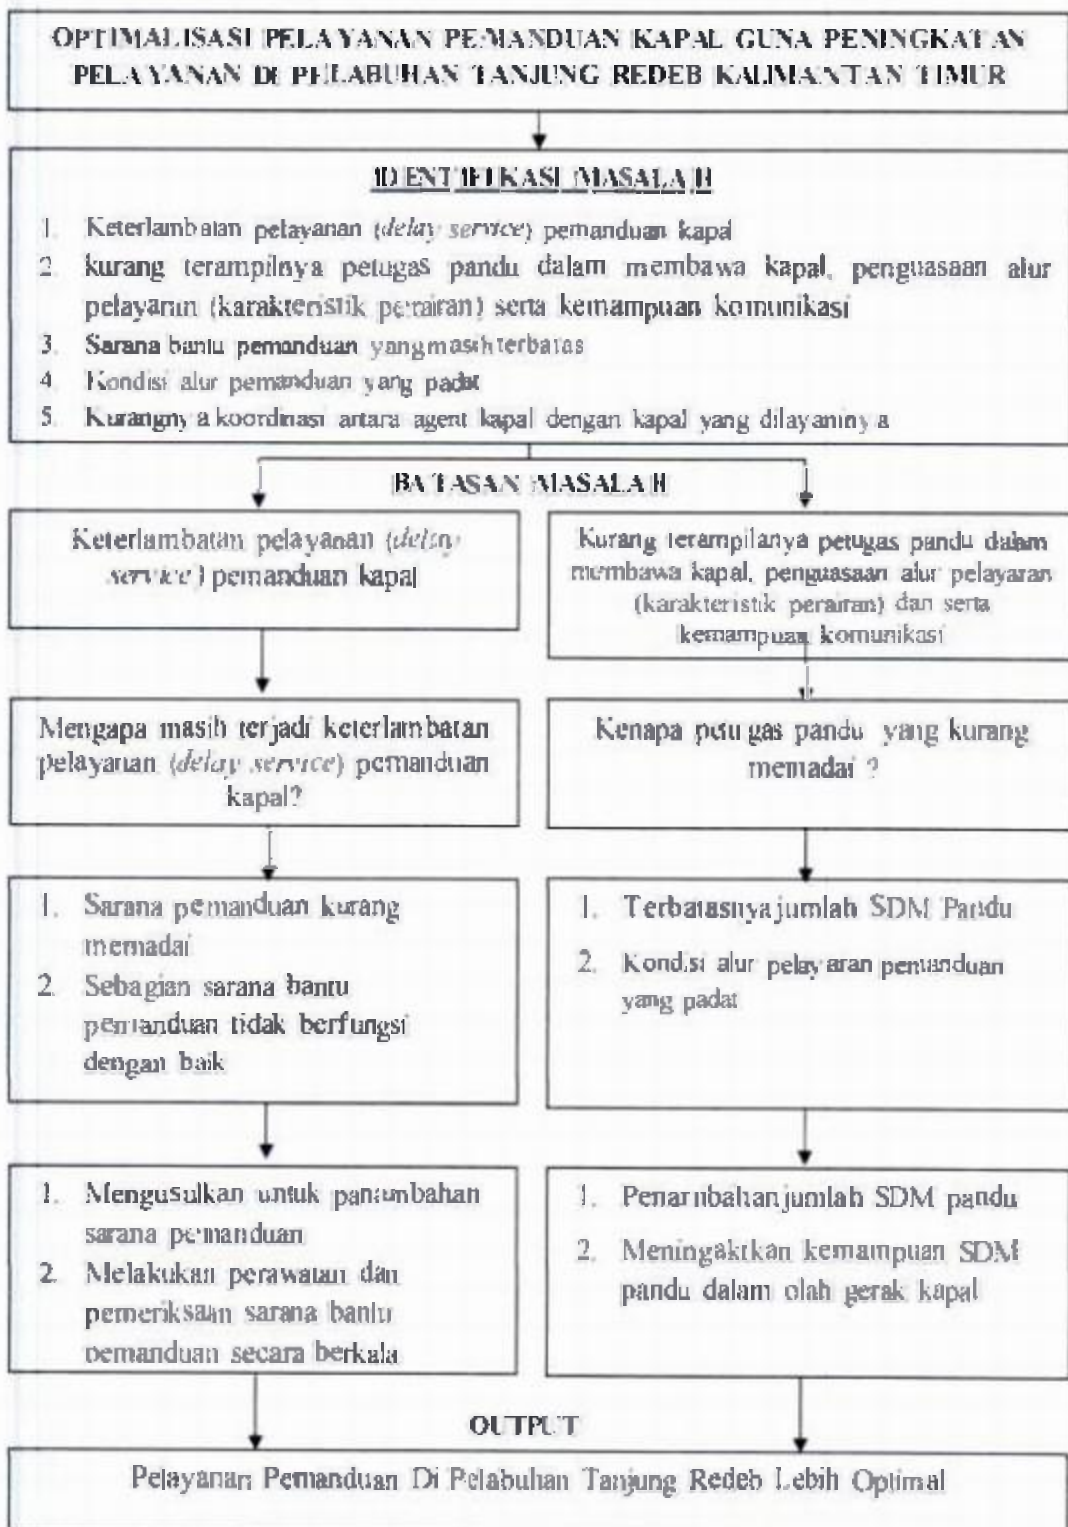 OPTIMALISASI PELAYANAN PEMANDUAN KAPAL GUNA PENINGKATAN
PELAYANAN DI PELABUHAN TANJUNG REDEB KALIMANTAN TIMUR
IDENTIFIKASI MASALAH
1. Keterlambatan pelayanan (delay service) pemanduan kapal
2. kurang terampilnya petugas pandu dalam membawa kapal, penguasaan alur
pelayaran (karakteristik perairan) serta kemampuan komunikasi
3. Sarana bantu pemanduan yang masih terbatas
4. Kondisi alur pemanduan yang padat
5. Kurangnya koordinasi antara agent kapal dengan kapal yang dilayaninya
BATASAN MASALAH
Keterlambatan pelayanan (delay
service) pemanduan kapal
Kurang terampilanya petugas pandu dalam
membawa kapal, penguasaan alur pelayaran
(karakteristik perairan) dan serta
kemampuan komunikasi
Mengapa masih terjadi keterlambatan
pelayanan (delay service) pemanduan
kapal?
Kenapa petugas pandu yang kurang
memadai ?
1. Sarana pemanduan kurang
memadai
2. Sebagian sarana bantu
pemanduan tidak berfungsi
dengan baik
1. Terbatasnya jumlah SDM Pandu
2. Kondisi alur pelayaran pemanduan
yang padat
1. Mengusulkan untuk panambahan
sarana pemanduan
2. Melakukan perawatan dan
pemeriksaan sarana bantu
pemanduan secara berkala
1. Penambahan jumlah SDM pandu
2. Meningaktkan kemampuan SDM
pandu dalam olah gerak kapal
OUTPUT
Pelayanan Pemanduan Di Pelabuhan Tanjung Redeb Lebih Optimal